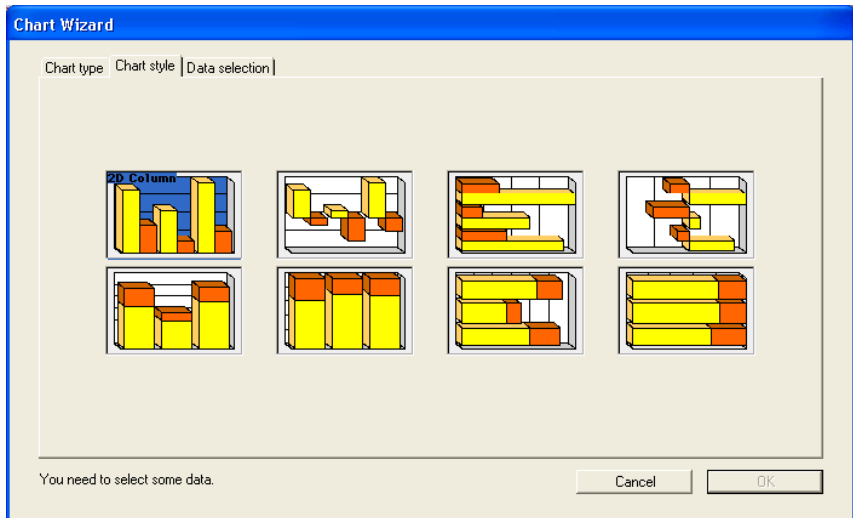 Chart Wizard
Chart type Chart style Data selection
2D Column
You need to select some data.
Cancel OK